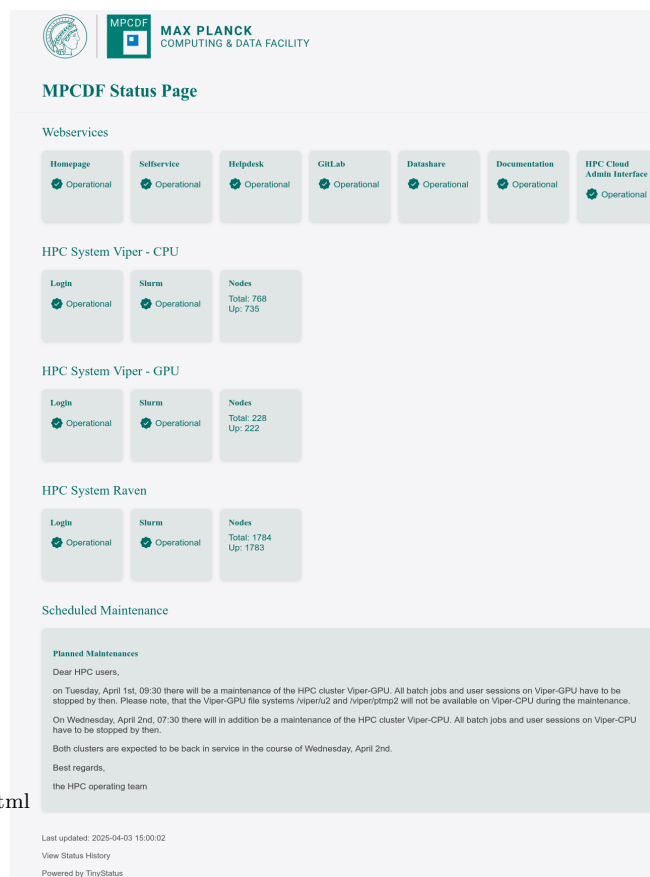 MPCDF
MAX PLANCK
COMPUTING & DATA FACILITY
MPCDF Status Page
Webservices
Homepage
Operational
Selfservice
Operational
Helpdesk
Operational
GitLab
Operational
Datashare
Operational
Documentation
Operational
HPC Cloud
Admin Interface
Operational
HPC System Viper - CPU
Login
Operational
Slurm
Operational
Nodes
Total: 768
Up: 735
HPC System Viper - GPU
Login
Operational
Slurm
Operational
Nodes
Total: 228
Up: 222
HPC System Raven
Login
Operational
Slurm
Operational
Nodes
Total: 1784
Up: 1783
Scheduled Maintenance
Planned Maintenances
Dear HPC users,
on Tuesday, April 1st, 09:30 there will be a maintenance of the HPC cluster Viper-GPU. All batch jobs and user sessions on Viper-GPU have to be
stopped by then. Please note, that the Viper-GPU file systems /viper/u2 and /viper/ptmp2 will not be available on Viper-CPU during the maintenance.
On Wednesday, April 2nd, 07:30 there will in addition be a maintenance of the HPC cluster Viper-CPU. All batch jobs and user sessions on Viper-CPU
have to be stopped by then.
Both clusters are expected to be back in service in the course of Wednesday, April 2nd.
Best regards,
the HPC operating team
tml
Last updated: 2025-04-03 15:00:02
View Status History
Powered by TinyStatus